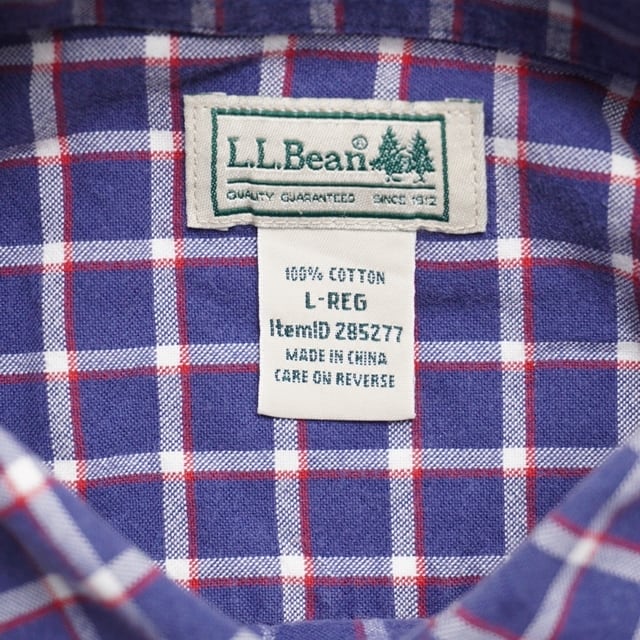 L.L.Bean®
QUALITY GUARANTEED SINCE 1912
100% COTTON
L-REG
ItemID 285277
MADE IN CHINA
CARE ON REVERSE